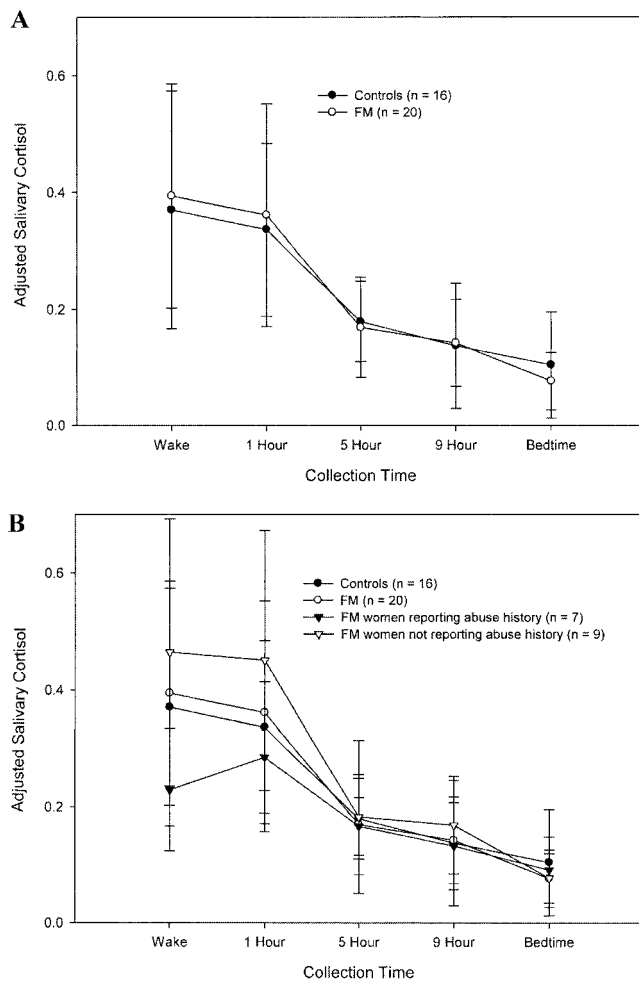 A
Adjusted Salivary Cortisol
0.6
0.4
0.2
0.0
Controls (n = 16)
FM (n = 20)
Wake
1 Hour
5 Hour
9 Hour
Bedtime
Collection Time
B
Adjusted Salivary Cortisol
0.6
0.4
0.2
0.0
Controls (n = 16)
FM (n = 20)
FM women reporting abuse history (n = 7)
FM women not reporting abuse history (n = 9)
Wake
1 Hour
5 Hour
9 Hour
Bedtime
Collection Time